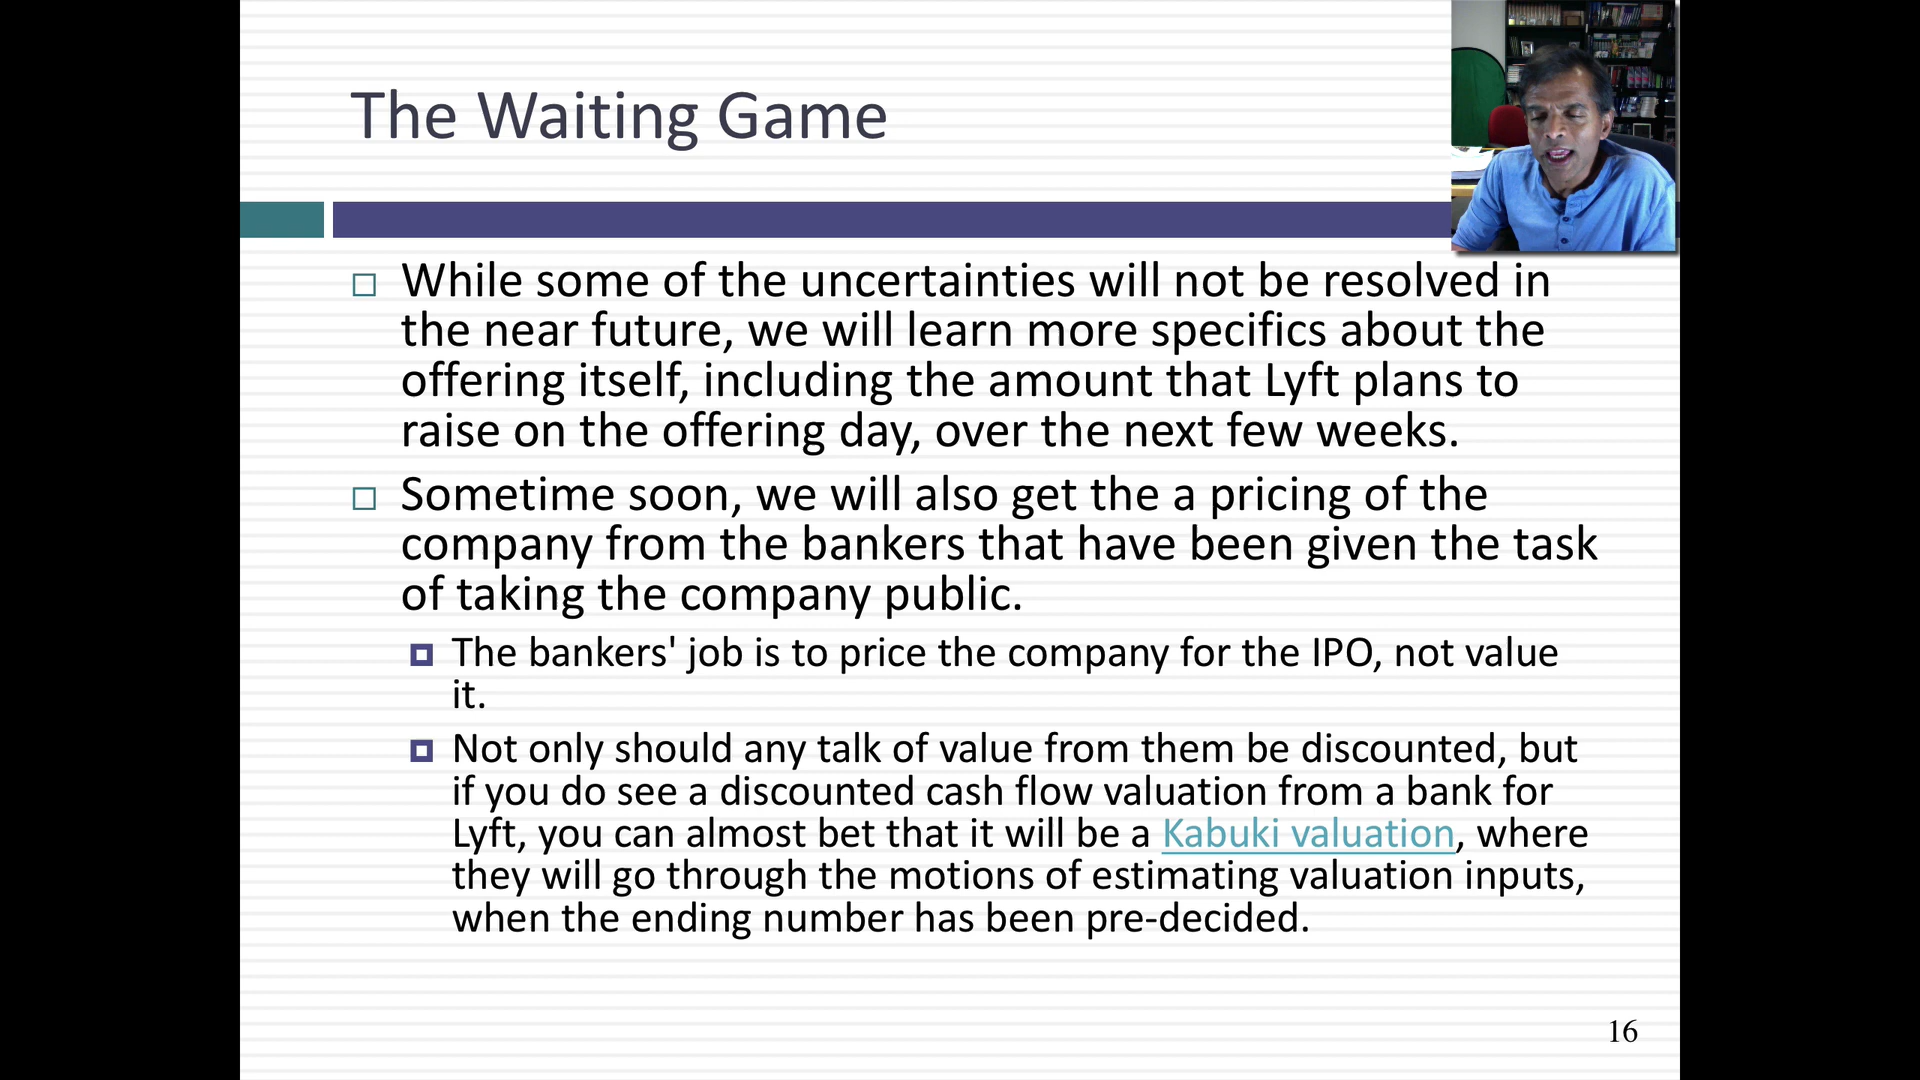 The Waiting Game
While some of the uncertainties will not be resolved in
the near future, we will learn more specifics about the
offering itself, including the amount that Lyft plans to
raise on the offering day, over the next few weeks.
Sometime soon, we will also get the a pricing of the
company from the bankers that have been given the task
of taking the company public.
The bankers' job is to price the company for the IPO, not value
it.
Not only should any talk of value from them be discounted, but
if you do see a discounted cash flow valuation from a bank for
Lyft, you can almost bet that it will be a Kabuki valuation, where
they will go through the motions of estimating valuation inputs,
when the ending number has been pre-decided.
16